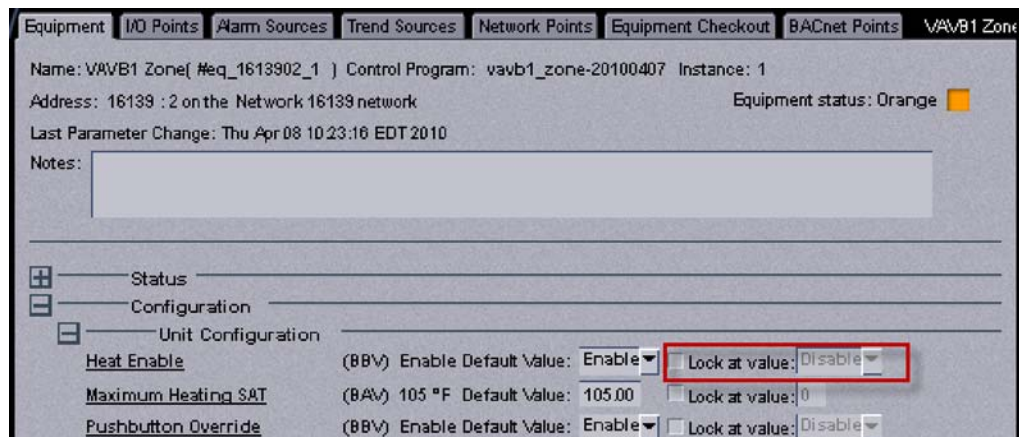 Equipment I/O Points Alarm Sources Trend Sources Network Points Equipment Checkout BACnet Points VAVB1 Zone
Name: VAVB1 Zone( #eq_1613902_1 ) Control Program: vavb1_zone-20100407 Instance: 1
Address: 16139 : 2 on the Network 16139 network Equipment status: Orange
Last Parameter Change: Thu Apr 08 10:23:16 EDT 2010
Notes:
Status
Configuration
Unit Configuration
Heat Enable (BBV) Enable Default Value: Enable Lock at value: Disable
Maximum Heating SAT (BAV) 105 °F Default Value: 105.00 Lock at value: 0
Pushbutton Override (BBV) Enable Default Value: Enable Lock at value: Disable